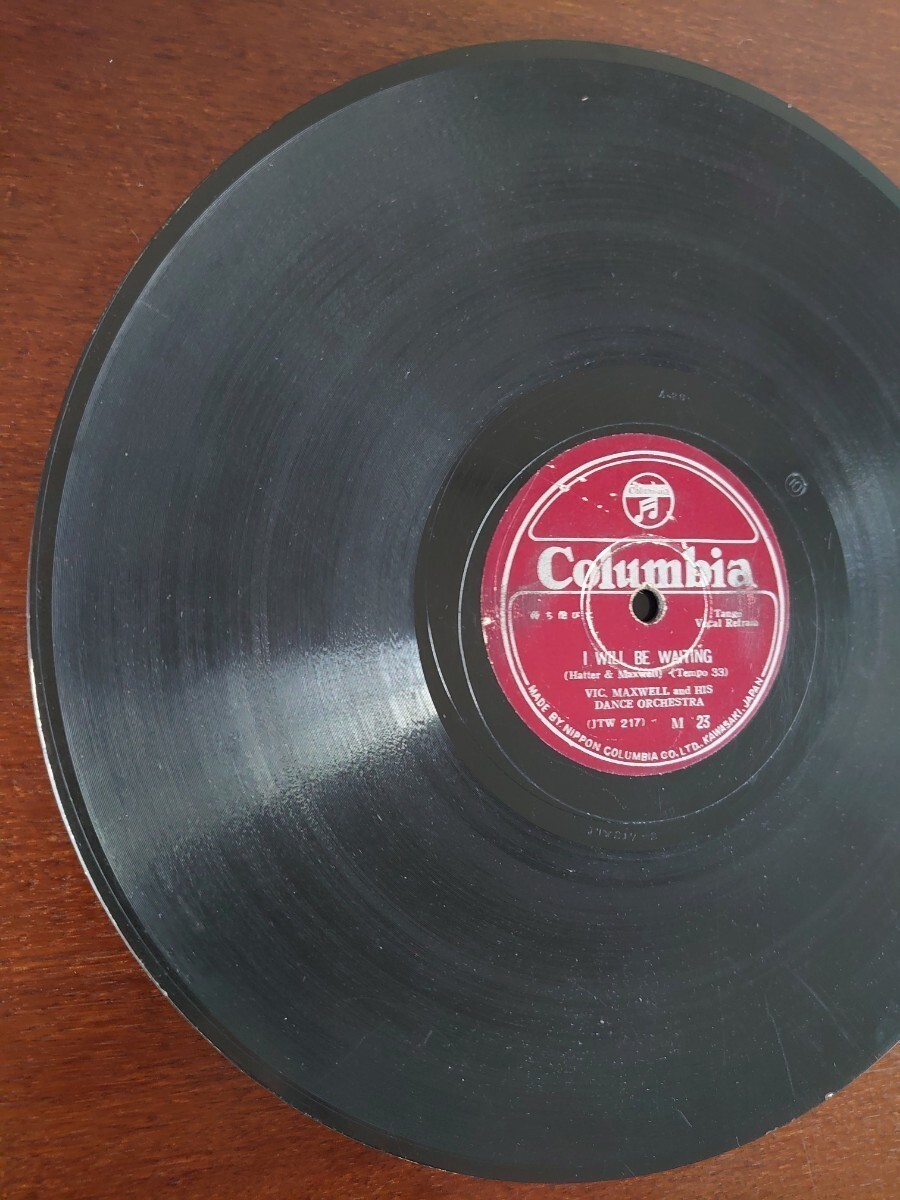 Columbia
Columbia
待ち侘びて
Tango
Vocal Refrain
I WILL BE WAITING
(Hatter & Maxwell) (Tempo 33)
VIC. MAXWELL and HIS
DANCE ORCHESTRA
(JTW 217) M 23
MADE BY NIPPON COLUMBIA CO., LTD. KAWASAKI, JAPAN
10